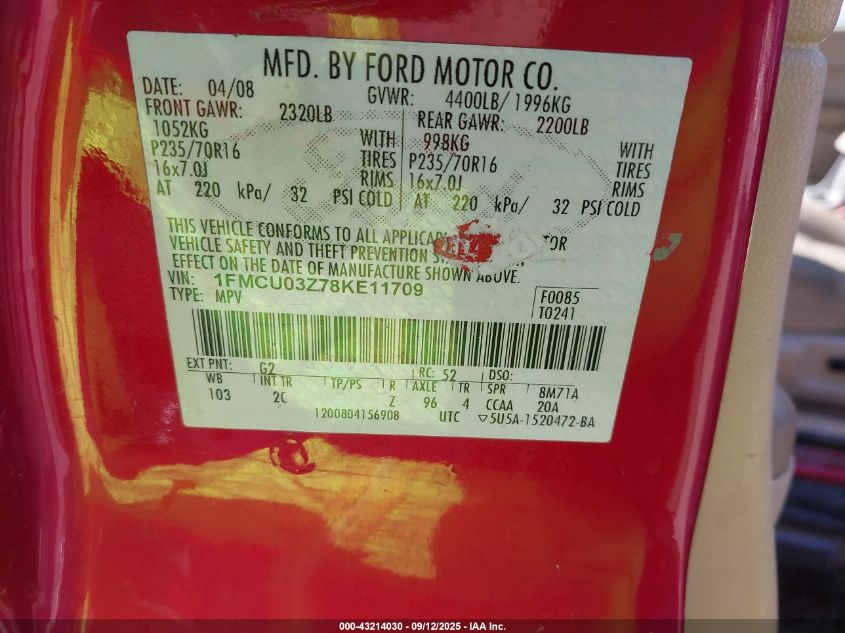 MFD. BY FORD MOTOR CO.
DATE: 04/08 GVWR: 4400LB/1996KG
FRONT GAWR: 2320LB REAR GAWR: 2200LB
1052KG WITH 998KG WITH
P235/70R16 TIRES P235/70R16 TIRES
16x7.0J RIMS 16x7.0J RIMS
AT 220 kPa/ 32 PSI COLD AT 220 kPa/ 32 PSI COLD
THIS VEHICLE CONFORMS TO ALL
VEHICLE SAFETY AND THEFT PREVENTION
EFFECT ON THE DATE OF MANUFACTURE SHOWN ABOVE.
VIN: 1FMCU03Z78KE11709
TYPE: MPV
F0085
T0241
EXT PNT: G2 RC: 52 DSO:
WB INT TR TP/PS R AXLE TR SPR 8M71A
103 2C Z 96 4 CCAA 20A
1200804156908 UTC ▽5U5A-1520472-BA
000-43214030 - 09/12/2025 - IAA Inc.